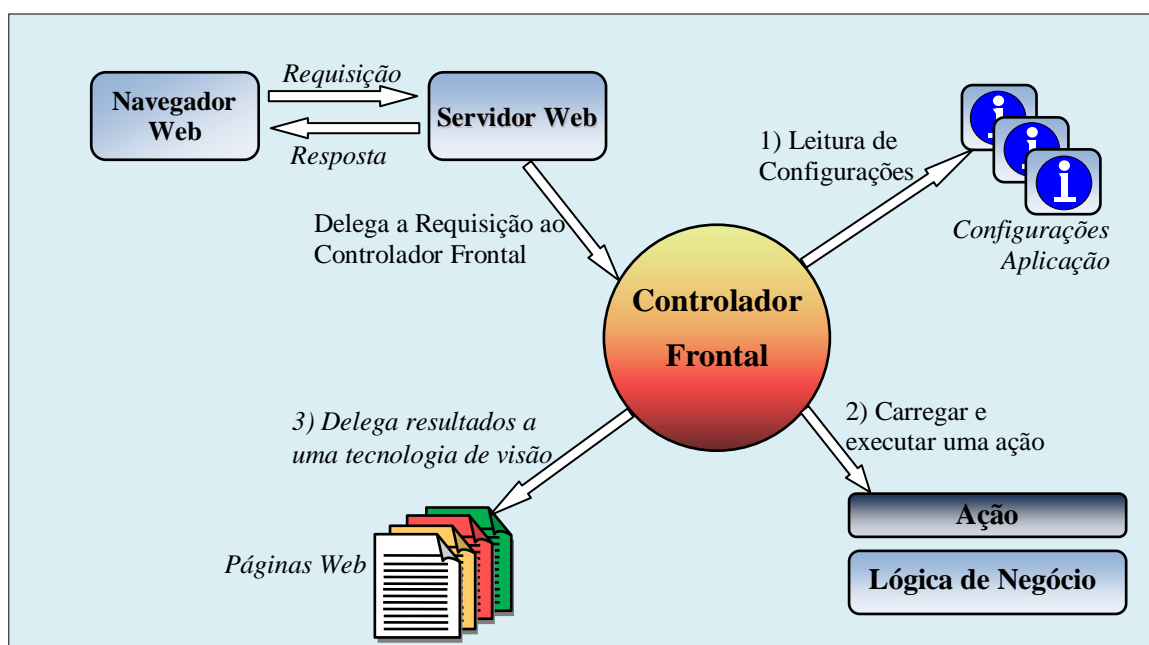 Requisição
Navegador
Web
Servidor Web
Resposta
1) Leitura de
Configurações
Configurações
Aplicação
Delega a Requisição ao
Controlador Frontal
Controlador
Frontal
3) Delega resultados a
uma tecnologia de visão
2) Carregar e
executar uma ação
Páginas Web
Ação
Lógica de Negócio